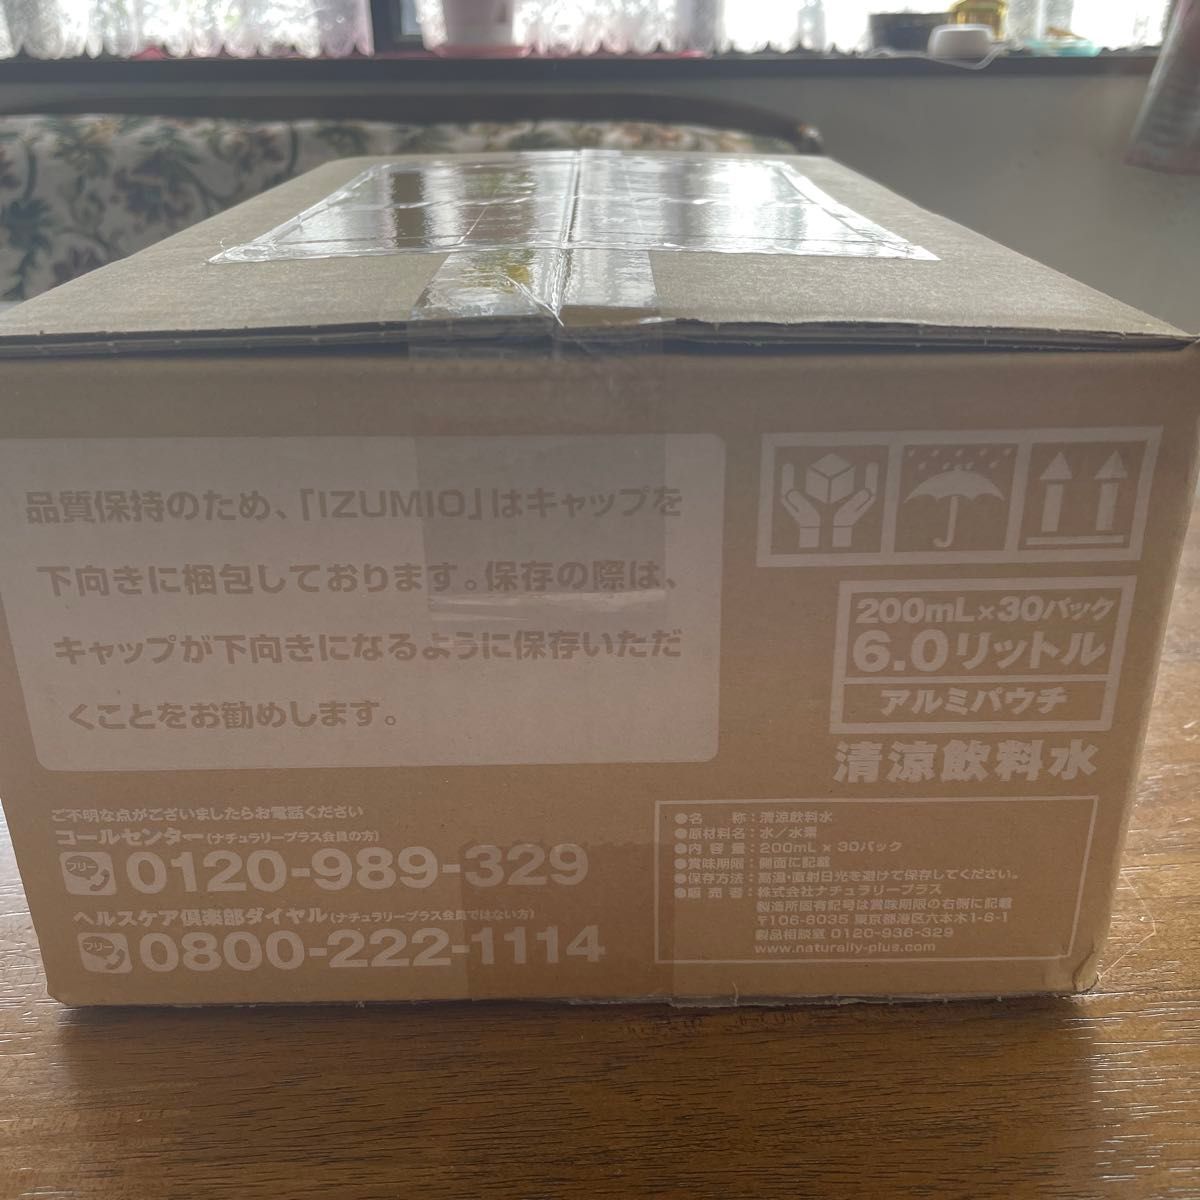 品質保持のため、「IZUMIO」はキャップを
下向きに梱包しております。保存の際は、
キャップが下向きになるように保存いただ
くことをお勧めします。
200mL×30パック
6.0リットル
アルミパウチ
清涼飲料水
ご不明な点がございましたらお電話ください
コールセンター(ナチュラリープラス会員の方)
フリー 0120-989-329
ヘルスケア倶楽部ダイヤル(ナチュラリープラス会員ではない方)
フリー 0800-222-1114
●名 称：清涼飲料水
●原材料名：水／水素
●内 容 量：200mL × 30パック
●賞味期限：側面に記載
●保存方法：高温・直射日光を避けて保存してください。
●販 売 者：株式会社ナチュラリープラス
製造所固有記号は賞味期限の右側に記載
〒106-6035 東京都港区六本木1-6-1
製品相談室 0120-936-329
www.naturally-plus.com